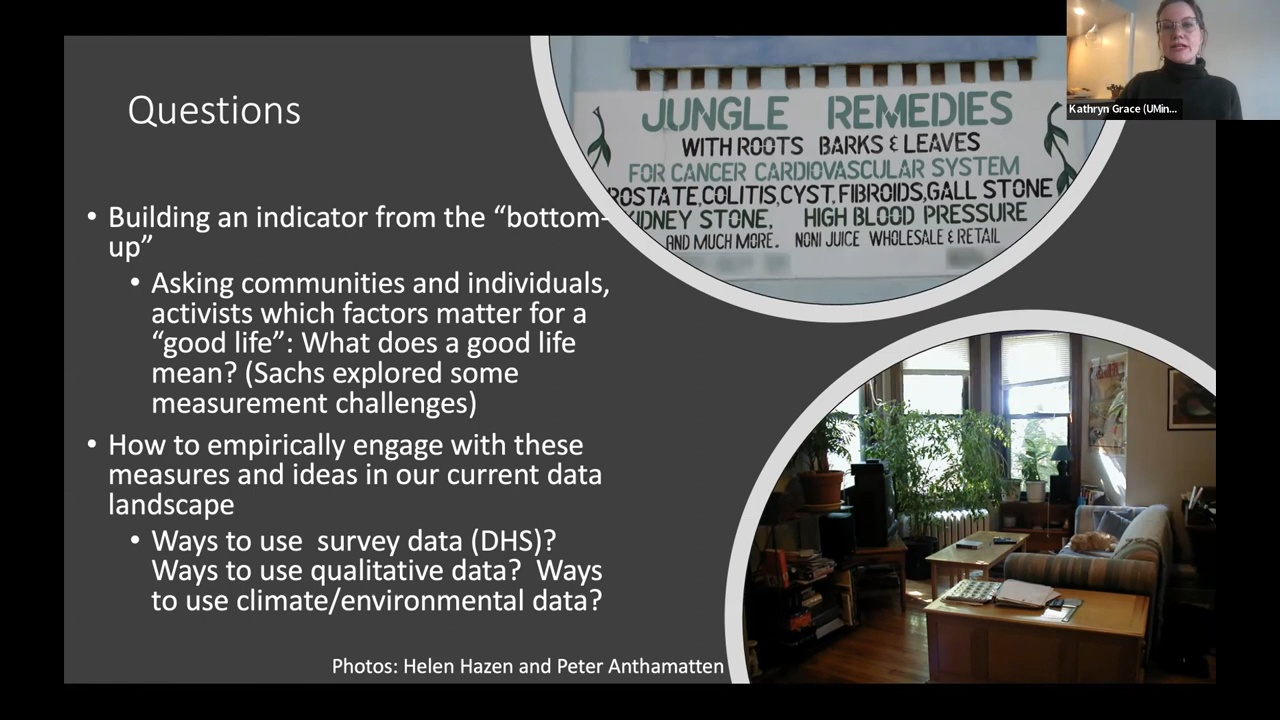 Questions
• Building an indicator from the “bottom-
up”
• Asking communities and individuals,
activists which factors matter for a
“good life”: What does a good life
mean? (Sachs explored some
measurement challenges)
• How to empirically engage with these
measures and ideas in our current data
landscape
• Ways to use  survey data (DHS)?
Ways to use qualitative data?  Ways
to use climate/environmental data?
Photos: Helen Hazen and Peter Anthamatten
JUNGLE REMEDIES
WITH ROOTS BARKS & LEAVES
FOR CANCER CARDIOVASCULAR SYSTEM
ROSTATE, COLITIS, CYST, FIBROIDS, GALL STONE
IDNEY STONE, HIGH BLOOD PRESSURE
AND MUCH MORE. NONI JUICE WHOLESALE & RETAIL
Kathryn Grace (UMin...